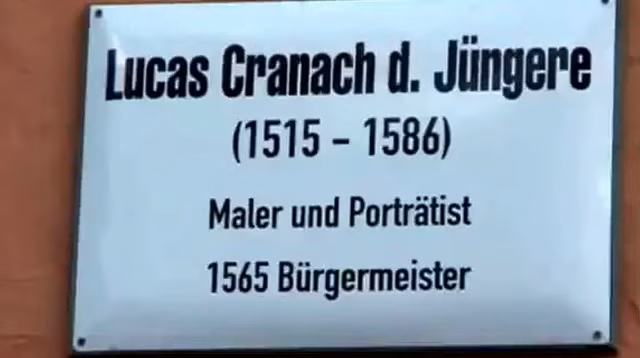 Lucas Cranach d. Jüngere
(1515 – 1586)
Maler und Porträtist
1565 Bürgermeister